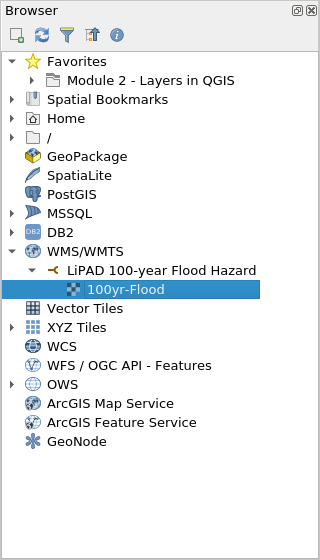 Browser
Favorites
Module 2 - Layers in QGIS
Spatial Bookmarks
Home
/
GeoPackage
SpatiaLite
PostGIS
MSSQL
DB2
DB2
WMS/WMTS
LiPAD 100-year Flood Hazard
100yr-Flood
Vector Tiles
XYZ Tiles
WCS
WFS / OGC API - Features
OWS
ArcGIS Map Service
ArcGIS Feature Service
GeoNode